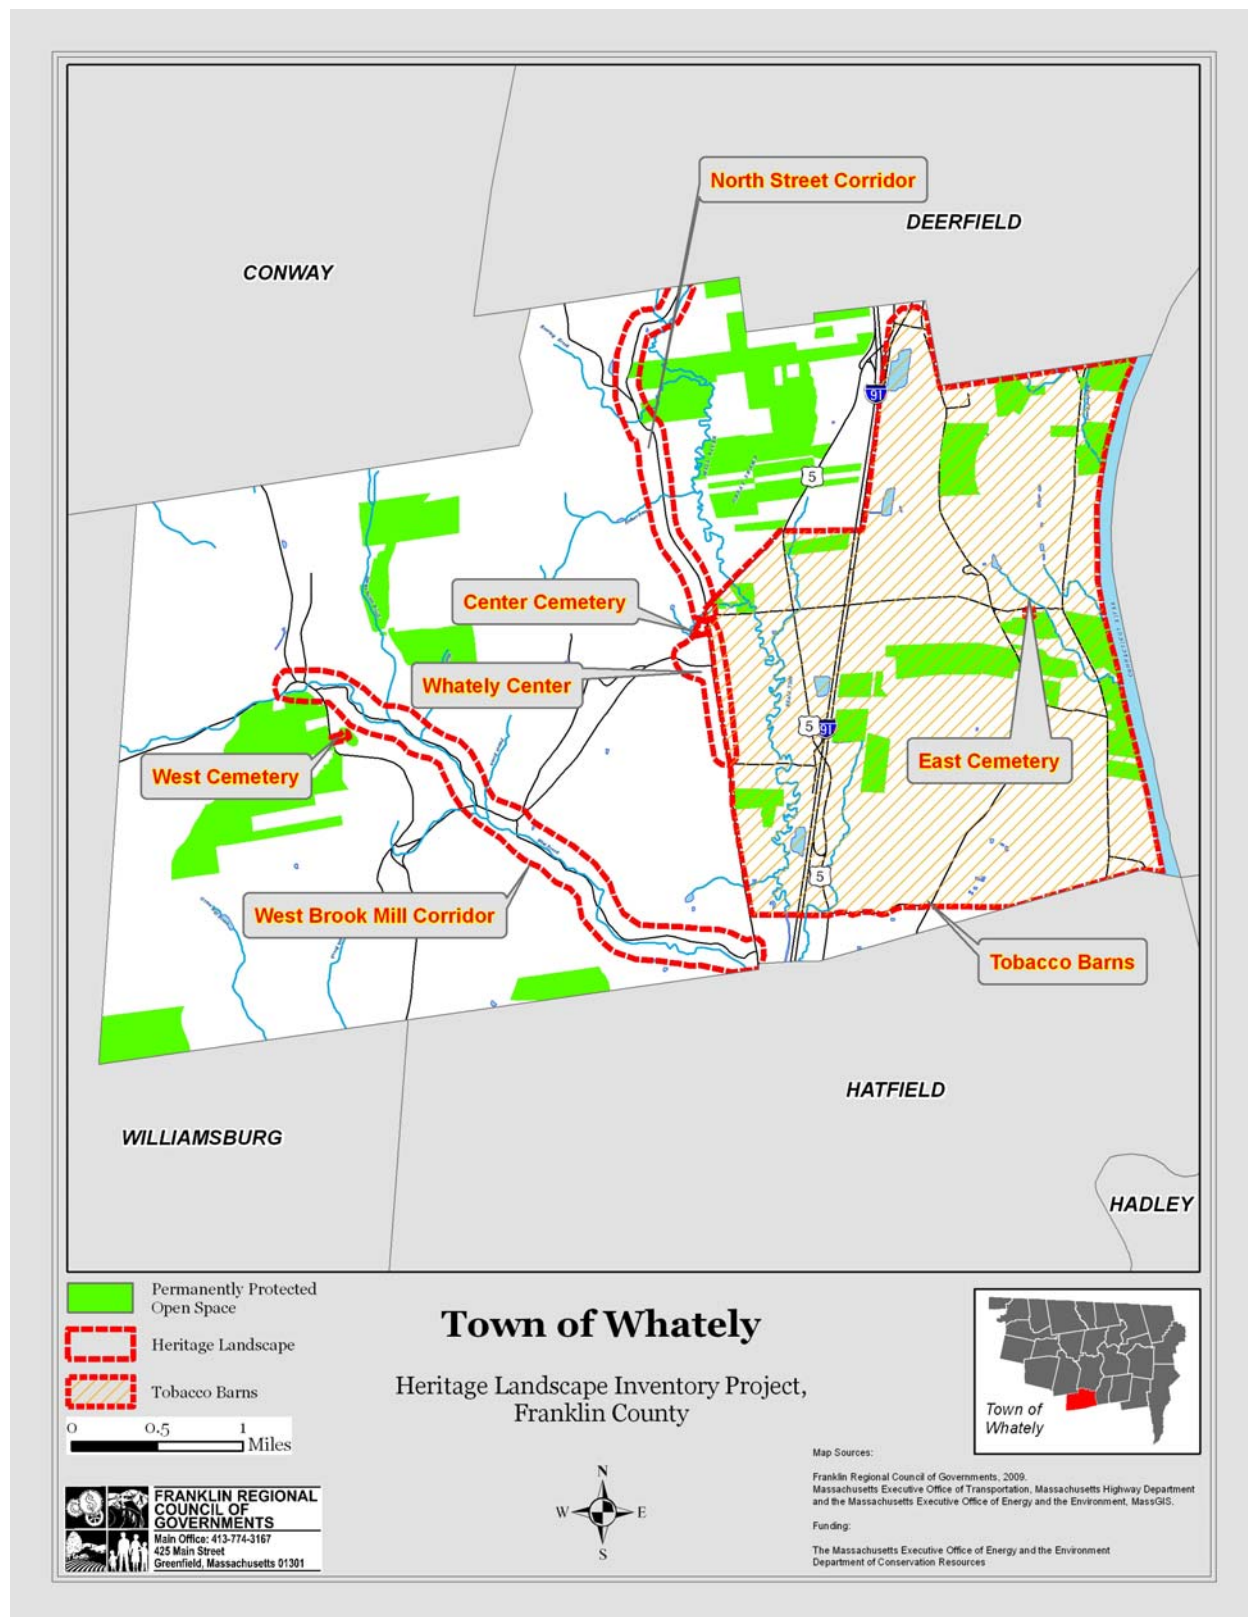 North Street Corridor
DEERFIELD
CONWAY
91
5
Center Cemetery
Whately Center
CONNECTICUT RIVER
5
91
West Cemetery
East Cemetery
5
West Brook Mill Corridor
Tobacco Barns
HATFIELD
WILLIAMSBURG
HADLEY
Permanently Protected
Open Space
Heritage Landscape
Tobacco Barns
0 0.5 1
Miles
Town of Whately
Heritage Landscape Inventory Project,
Franklin County
Town of
Whately
N
W E
S
Map Sources:
Franklin Regional Council of Governments, 2009.
Massachusetts Executive Office of Transportation, Massachusetts Highway Department
and the Massachusetts Executive Office of Energy and the Environment, MassGIS.
Funding:
The Massachusetts Executive Office of Energy and the Environment
Department of Conservation Resources
FRANKLIN REGIONAL
COUNCIL OF
GOVERNMENTS
Main Office: 413-774-3167
425 Main Street
Greenfield, Massachusetts 01301